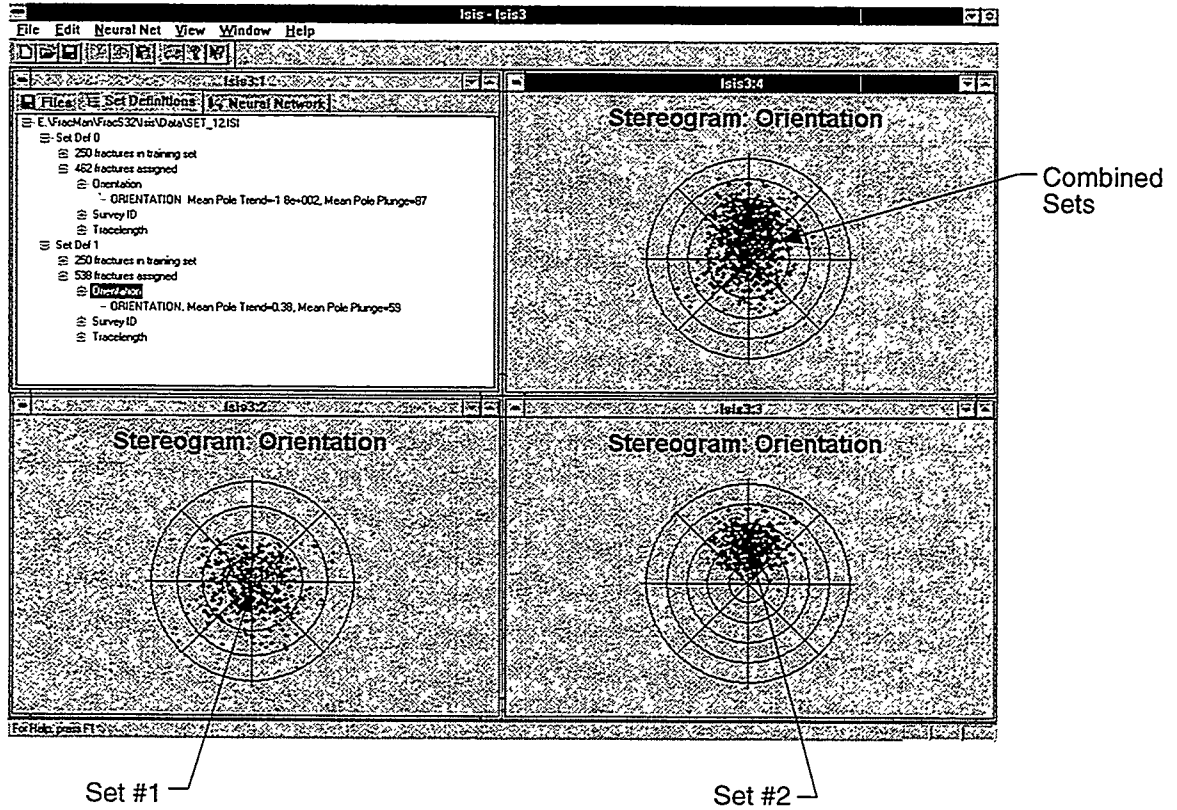 Isis - Isis3
File Edit Neural Net View Window Help
Isis3:1
Files Set Definitions Neural Network
E:\FracMan\FracS32\Isis\Data\SET_12.ISI
Set Def 0
250 fractures in training set
462 fractures assigned
Orientation
ORIENTATION. Mean Pole Trend=-1.8e+002, Mean Pole Plunge=87
Survey ID
Tracelength
Set Def 1
250 fractures in training set
538 fractures assigned
Orientation
ORIENTATION. Mean Pole Trend=0.38, Mean Pole Plunge=59
Survey ID
Tracelength
Isis3:4
Stereogram: Orientation
Combined
Sets
Isis3:2
Stereogram: Orientation
Isis3:3
Stereogram: Orientation
For Help, press F1
Set #1
Set #2